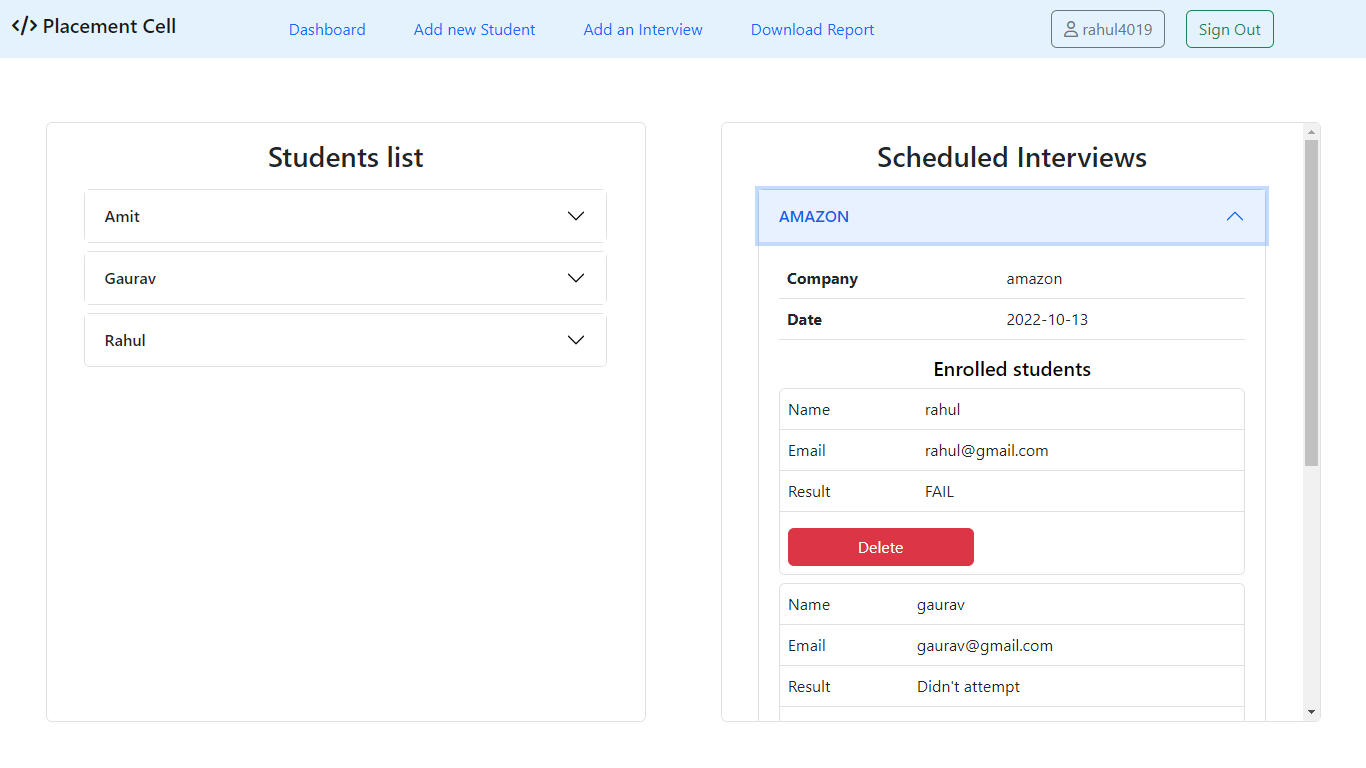 </> Placement Cell
Dashboard
Add new Student
Add an Interview
Download Report
rahul4019
Sign Out
Students list
Amit
Gaurav
Rahul
Scheduled Interviews
AMAZON
Company amazon
Date 2022-10-13
Enrolled students
Name rahul
Email rahul@gmail.com
Result FAIL
Delete
Name gaurav
Email gaurav@gmail.com
Result Didn't attempt